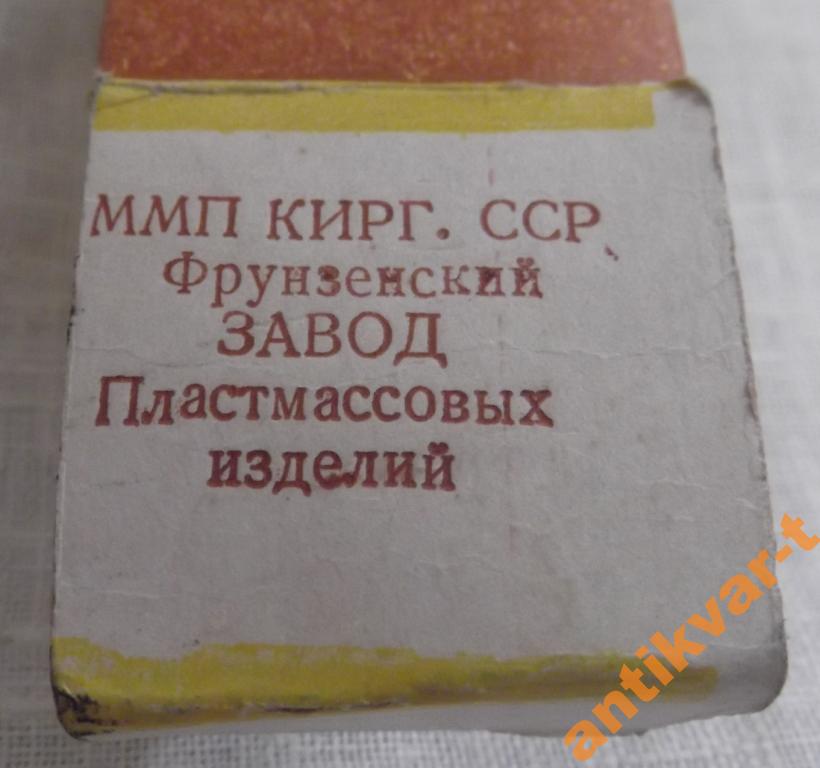 ММП КИРГ. ССР
Фрунзенский
ЗАВОД
Пластмассовых
изделий
antikvar-t